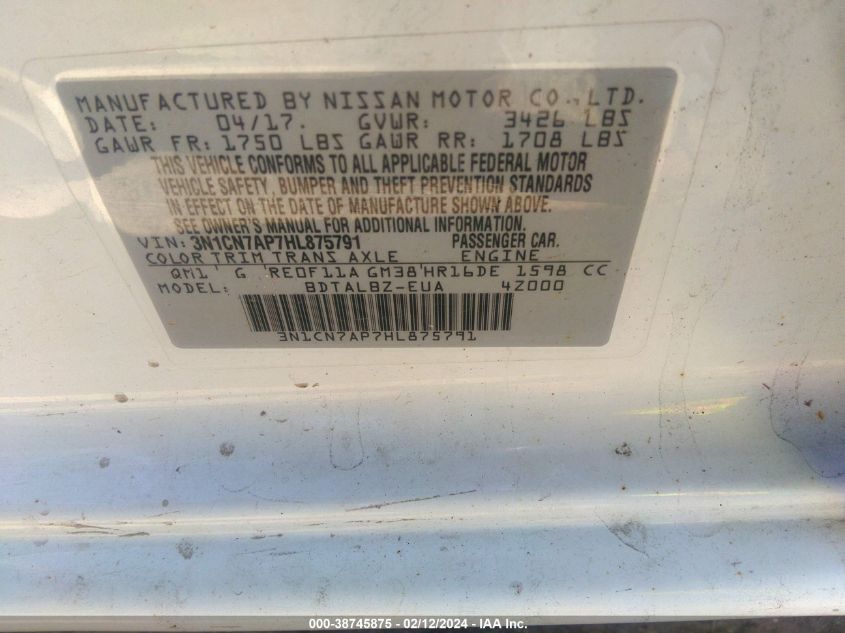 MANUFACTURED BY NISSAN MOTOR CO., LTD.
DATE: 04/17. GVWR: 3426 LBS
GAWR FR: 1750 LBS GAWR RR: 1708 LBS
THIS VEHICLE CONFORMS TO ALL APPLICABLE FEDERAL MOTOR
VEHICLE SAFETY, BUMPER AND THEFT PREVENTION STANDARDS
IN EFFECT ON THE DATE OF MANUFACTURE SHOWN ABOVE.
SEE OWNER'S MANUAL FOR ADDITIONAL INFORMATION.
VIN: 3N1CN7AP7HL875791 PASSENGER CAR.
COLOR TRIM TRANS AXLE ENGINE
QM1 G RE0F11A GM38 HR16DE 1598 CC
MODEL: BDTALBZ-EUA 4Z000
3N1CN7AP7HL875791
000-38745875 - 02/12/2024 - IAA Inc.